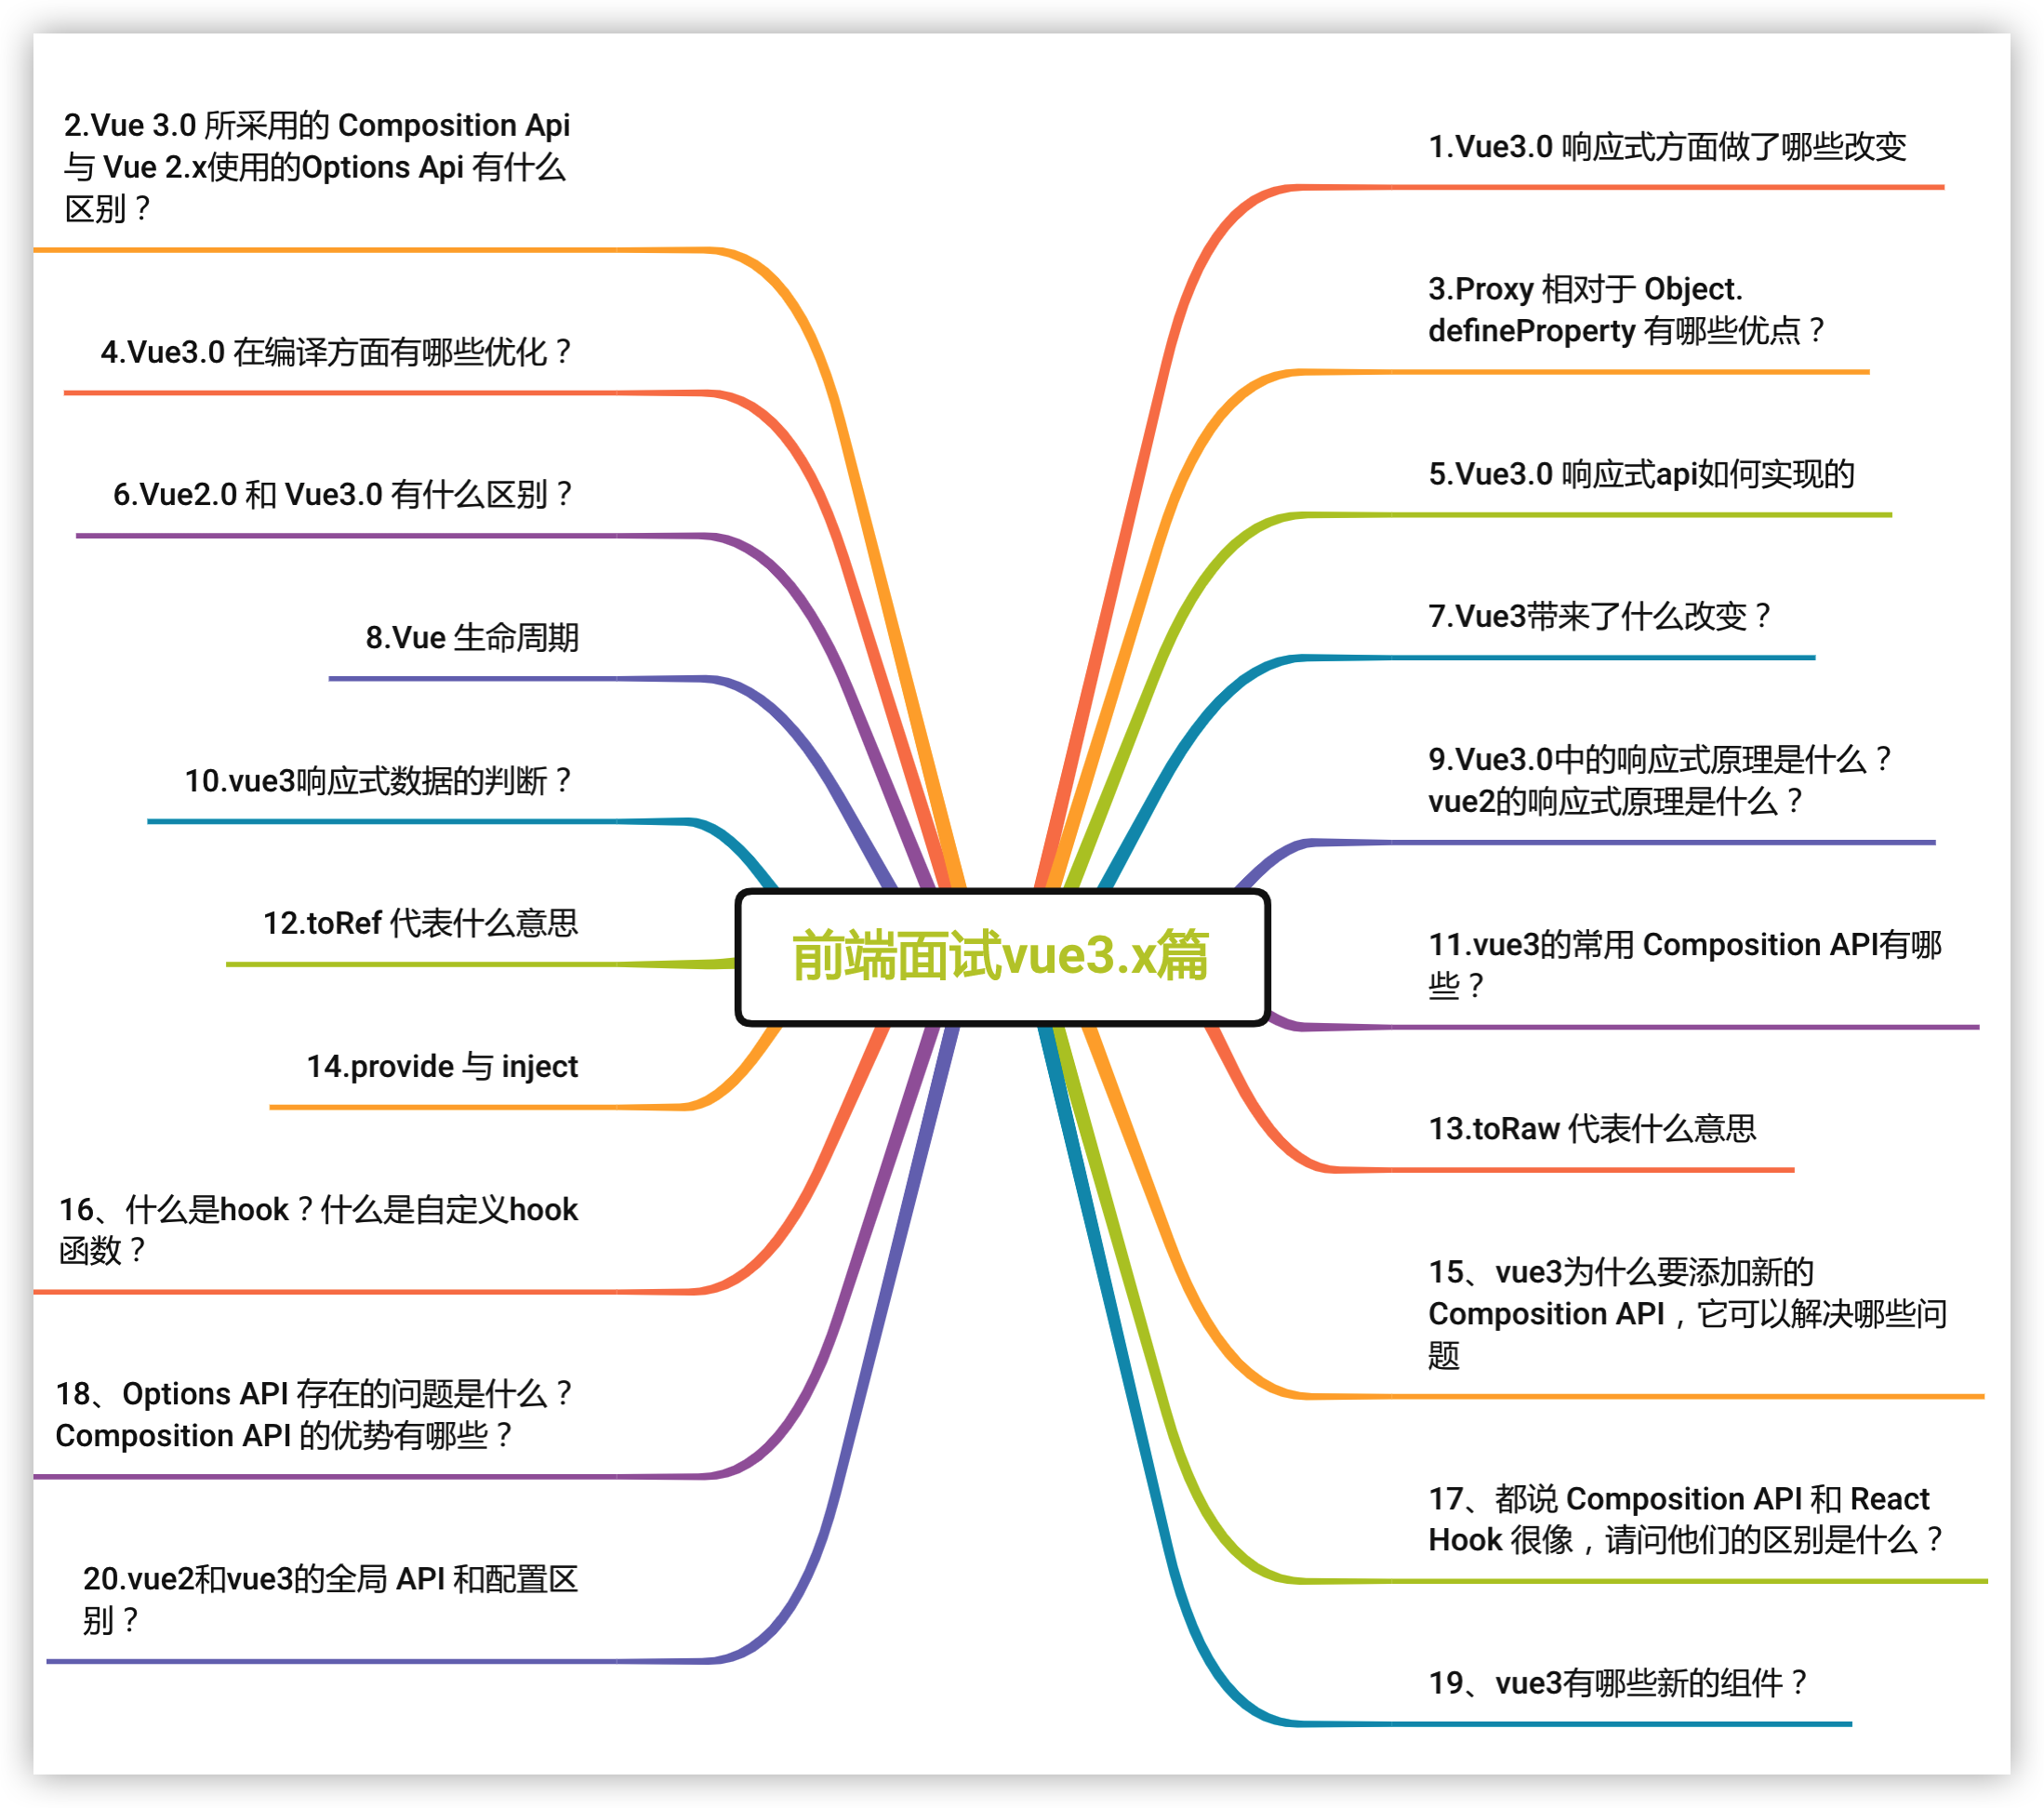 1.Vue3.0 响应式方面做了哪些改变
2.Vue 3.0 所采用的 Composition Api
与 Vue 2.x使用的Options Api 有什么
区别？
3.Proxy 相对于 Object.
defineProperty 有哪些优点？
4.Vue3.0 在编译方面有哪些优化？
5.Vue3.0 响应式api如何实现的
6.Vue2.0 和 Vue3.0 有什么区别？
7.Vue3带来了什么改变？
8.Vue 生命周期
9.Vue3.0中的响应式原理是什么？
vue2的响应式原理是什么？
10.vue3响应式数据的判断？
前端面试vue3.x篇
11.vue3的常用 Composition API有哪
些？
12.toRef 代表什么意思
13.toRaw 代表什么意思
14.provide 与 inject
15、vue3为什么要添加新的
Composition API，它可以解决哪些问
题
16、什么是hook？什么是自定义hook
函数？
17、都说 Composition API 和 React
Hook 很像，请问他们的区别是什么？
18、Options API 存在的问题是什么？
Composition API 的优势有哪些？
19、vue3有哪些新的组件？
20.vue2和vue3的全局 API 和配置区
别？